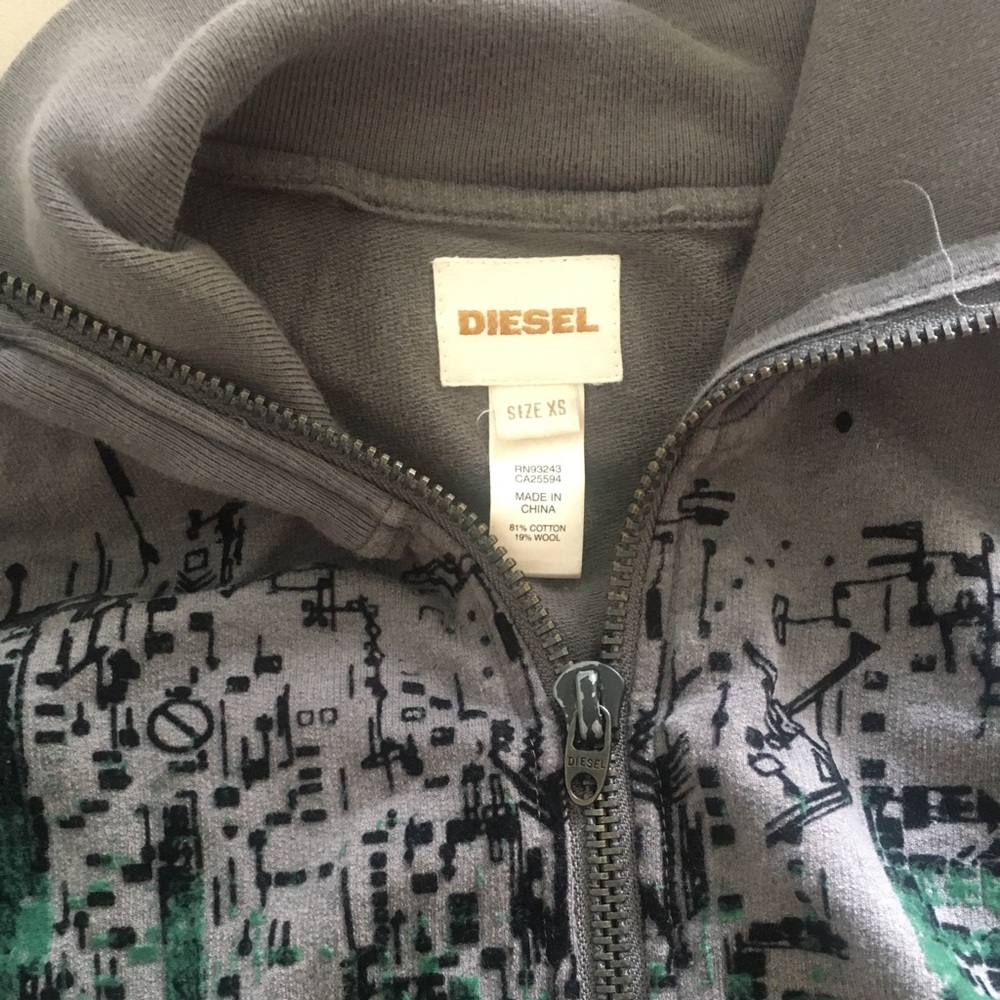 DIESEL
SIZE XS
RN93243
CA25594
MADE IN
CHINA
81% COTTON
19% WOOL
DIESEL